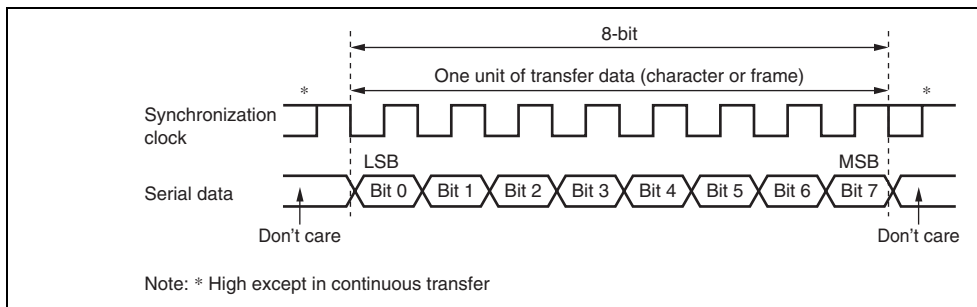 8-bit
One unit of transfer data (character or frame)
*
*
Synchronization
clock
LSB
MSB
Serial data
Bit 0
Bit 1
Bit 2
Bit 3
Bit 4
Bit 5
Bit 6
Bit 7
Don't care
Don't care
Note: * High except in continuous transfer